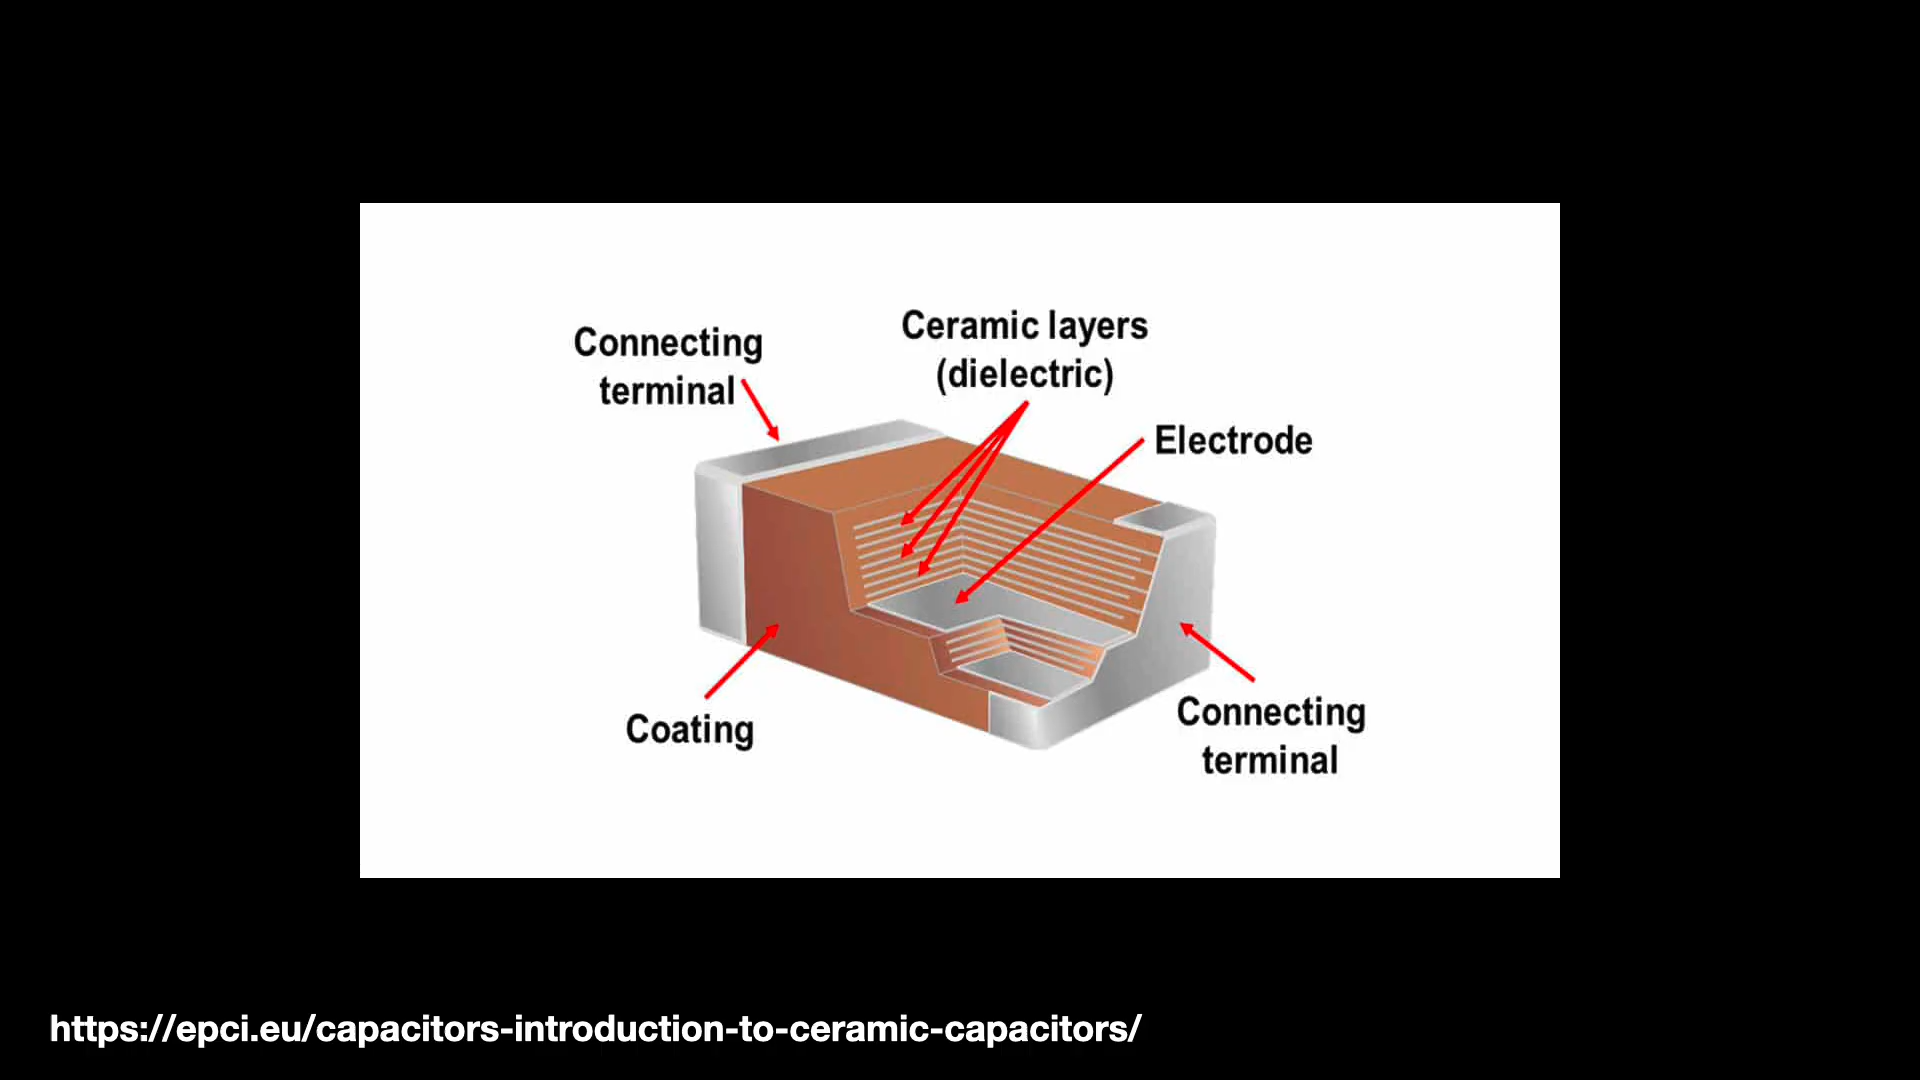 Connecting
terminal
Ceramic layers
(dielectric)
Electrode
Coating
Connecting
terminal
https://epci.eu/capacitors-introduction-to-ceramic-capacitors/